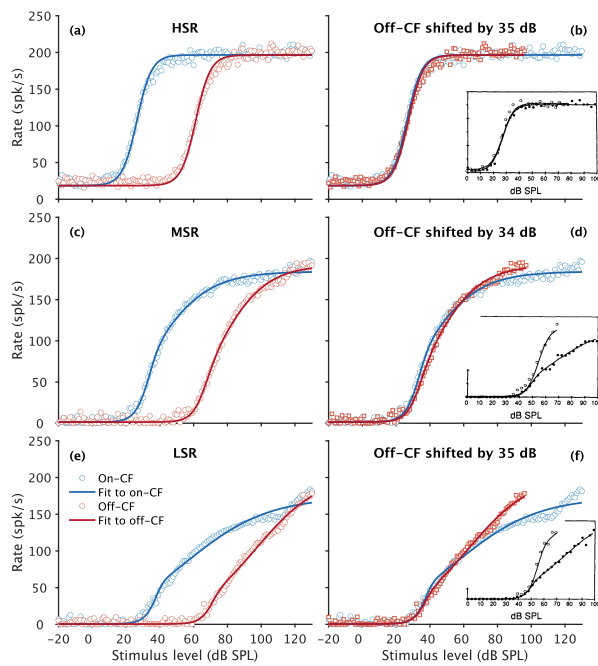 HSR
Off-CF shifted by 35 dB
(a)
(b)
250
200
150
100
50
0
Rate (spk/s)
0 10 20 30 40 50 60 70 80 90 100
dB SPL
MSR
Off-CF shifted by 34 dB
(c)
(d)
250
200
150
100
50
0
Rate (spk/s)
0 10 20 30 40 50 60 70 80 90 100
dB SPL
LSR
Off-CF shifted by 35 dB
(e)
(f)
250
200
150
100
50
0
Rate (spk/s)
On-CF
Fit to on-CF
Off-CF
Fit to off-CF
0 10 20 30 40 50 60 70 80 90 100
dB SPL
-20 0 20 40 60 80 100 120
-20 0 20 40 60 80 100 120
Stimulus level (dB SPL)
Stimulus level (dB SPL)